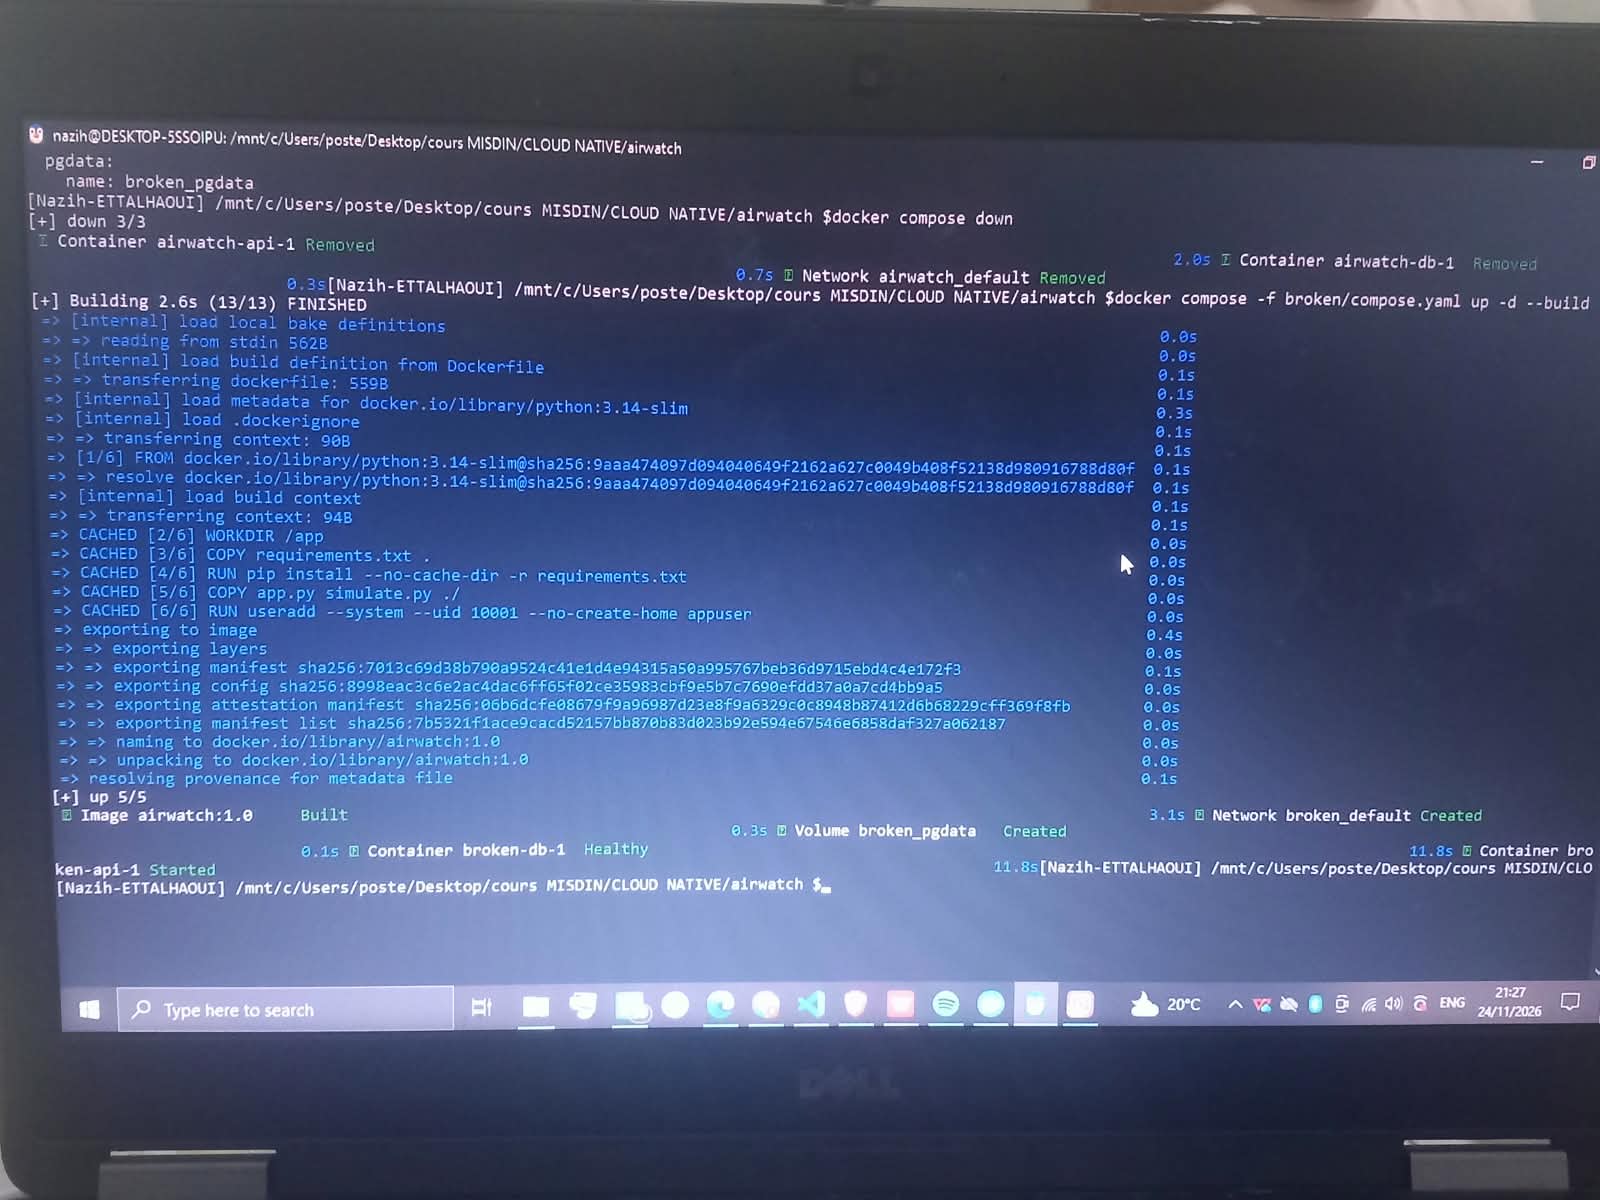 nazih@DESKTOP-5SSOIPU: /mnt/c/Users/poste/Desktop/cours MISDIN/CLOUD NATIVE/airwatch
pgdata:
name: broken_pgdata
[Nazih-ETTALHAOUI] /mnt/c/Users/poste/Desktop/cours MISDIN/CLOUD NATIVE/airwatch $docker compose down
[+] down 3/3
Container airwatch-api-1 Removed
2.0s Container airwatch-db-1 Removed
0.7s Network airwatch_default Removed
0.3s[Nazih-ETTALHAOUI] /mnt/c/Users/poste/Desktop/cours MISDIN/CLOUD NATIVE/airwatch $docker compose -f broken/compose.yaml up -d --build
[+] Building 2.6s (13/13) FINISHED
=> [internal] load local bake definitions 0.0s
=> => reading from stdin 562B 0.0s
=> [internal] load build definition from Dockerfile 0.1s
=> => transferring dockerfile: 559B 0.1s
=> [internal] load metadata for docker.io/library/python:3.14-slim 0.3s
=> [internal] load .dockerignore 0.1s
=> => transferring context: 90B 0.1s
=> [1/6] FROM docker.io/library/python:3.14-slim@sha256:9aaa474097d094040649f2162a627c0049b408f52138d980916788d80f 0.1s
=> => resolve docker.io/library/python:3.14-slim@sha256:9aaa474097d094040649f2162a627c0049b408f52138d980916788d80f 0.1s
=> [internal] load build context 0.1s
=> => transferring context: 94B 0.1s
=> CACHED [2/6] WORKDIR /app 0.0s
=> CACHED [3/6] COPY requirements.txt . 0.0s
=> CACHED [4/6] RUN pip install --no-cache-dir -r requirements.txt 0.0s
=> CACHED [5/6] COPY app.py simulate.py ./ 0.0s
=> CACHED [6/6] RUN useradd --system --uid 10001 --no-create-home appuser 0.0s
=> exporting to image 0.4s
=> => exporting layers 0.0s
=> => exporting manifest sha256:7013c69d38b790a9524c41e1d4e94315a50a995767beb36d9715ebd4c4e172f3 0.1s
=> => exporting config sha256:8998eac3c6e2ac4dac6ff65f02ce35983cbf9e5b7c7690efdd37a0a7cd4bb9a5 0.0s
=> => exporting attestation manifest sha256:06b6dcfe08679f9a96987d23e8f9a6329c0c8948b87412d6b68229cff369f8fb 0.0s
=> => exporting manifest list sha256:7b5321f1ace9cacd52157bb870b83d023b92e594e67546e6858daf327a062187 0.0s
=> => naming to docker.io/library/airwatch:1.0 0.0s
=> => unpacking to docker.io/library/airwatch:1.0 0.0s
=> resolving provenance for metadata file 0.1s
[+] up 5/5
Image airwatch:1.0 Built
3.1s Network broken_default Created
0.3s Volume broken_pgdata Created
0.1s Container broken-db-1 Healthy
11.8s Container bro
ken-api-1 Started
11.8s[Nazih-ETTALHAOUI] /mnt/c/Users/poste/Desktop/cours MISDIN/CLO
[Nazih-ETTALHAOUI] /mnt/c/Users/poste/Desktop/cours MISDIN/CLOUD NATIVE/airwatch $_
Type here to search
20°C
ENG
21:27
24/11/2026
DELL